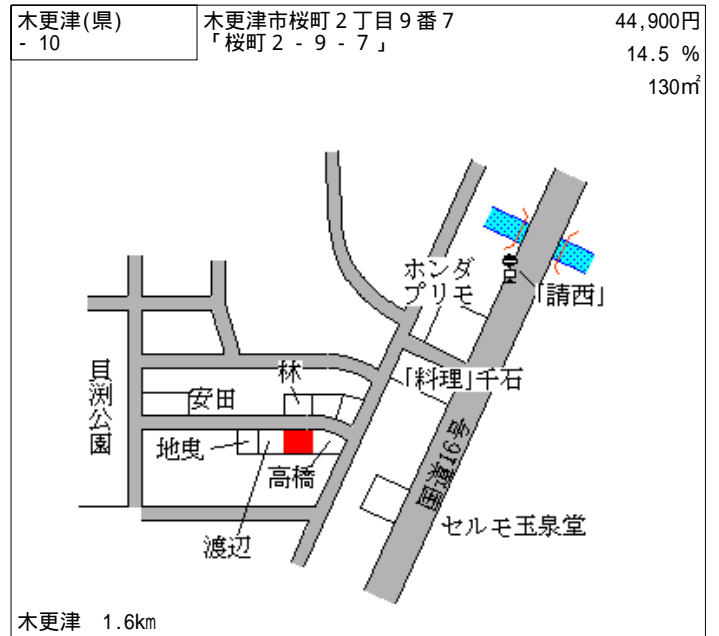 木更津(県)
- 10
木更津市桜町２丁目９番７
「桜町２－９－７」
44,900円
14.5 %
130㎡
ホンダ
プリモ
「請西」
貝渕公園
安田
林
「料理」千石
地曳
高橋
国道16号
渡辺
セルモ玉泉堂
木更津 1.6km